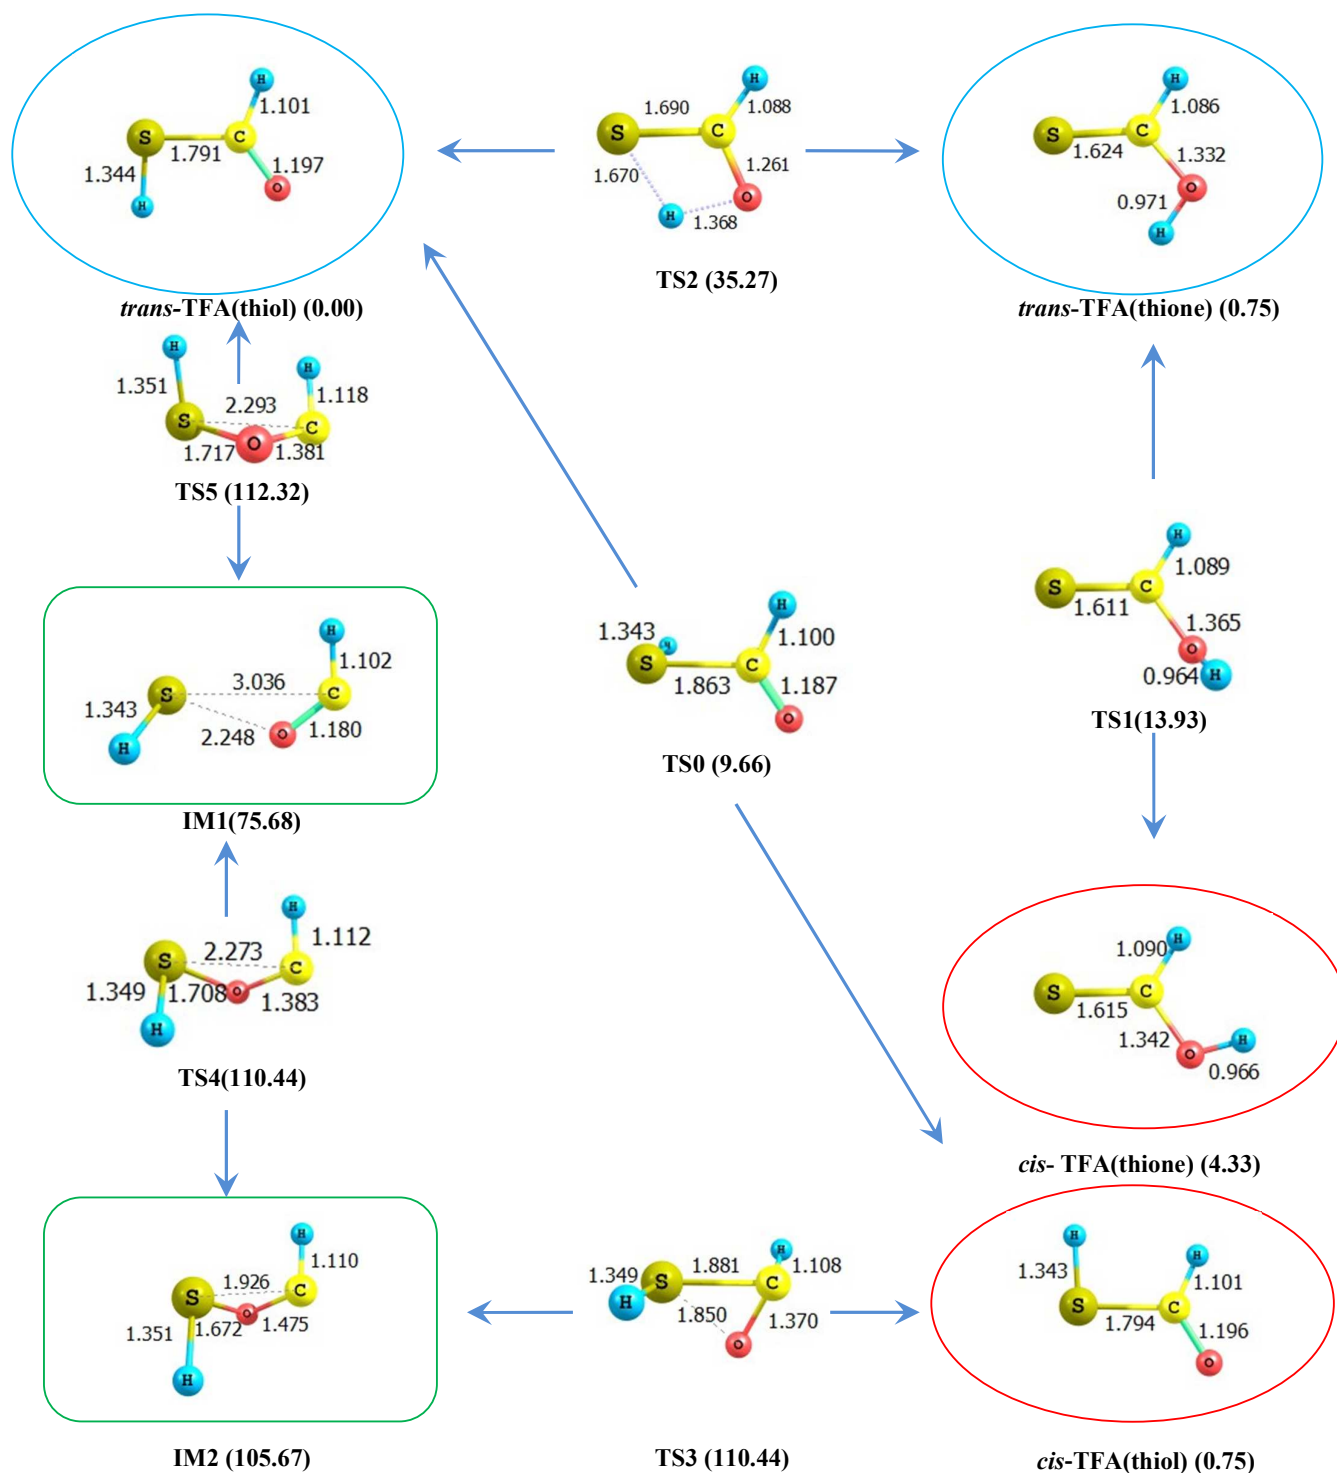 H
1.101
S
C
1.791
1.344
1.197
O
H
trans-TFA(thiol) (0.00)
H
1.690
1.088
S
C
1.670
1.261
O
H
1.368
TS2 (35.27)
H
1.086
S
C
1.624
1.332
O
0.971
H
trans-TFA(thione) (0.75)
H
H
1.351
2.293
1.118
S
C
O
1.717
1.381
TS5 (112.32)
H
1.102
S
3.036
C
1.343
O
H
2.248
1.180
IM1(75.68)
H
1.343
H
1.100
S
C
1.863
1.187
O
TS0 (9.66)
H
1.089
S
C
1.611
1.365
O
0.964
H
TS1(13.93)
H
1.112
2.273
S
C
1.349
1.708
O
1.383
H
TS4(110.44)
H
1.090
S
C
1.615
1.342
O
H
0.966
cis- TFA(thione) (4.33)
H
1.110
1.926
S
C
O
1.351
1.672
1.475
H
IM2 (105.67)
H
1.881
1.108
1.349
S
C
H
1.850
1.370
O
TS3 (110.44)
H
H
1.343
1.101
S
C
1.794
1.196
O
cis-TFA(thiol) (0.75)